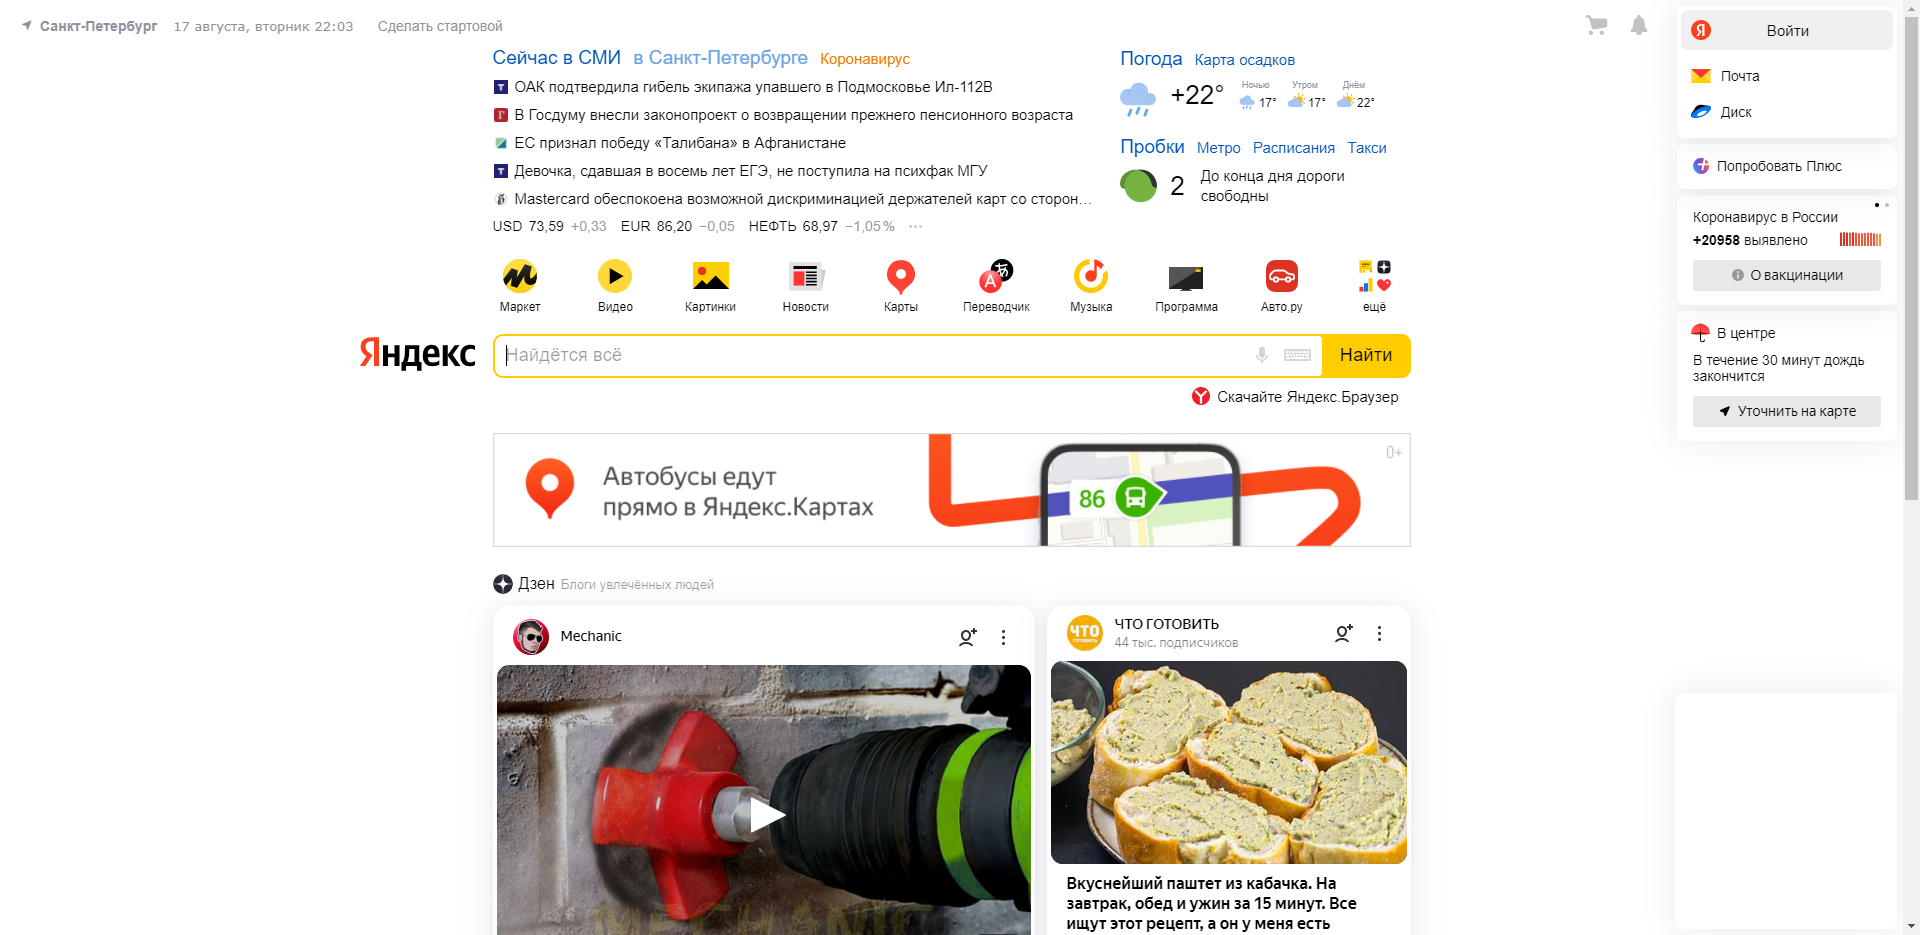 Санкт-Петербург 17 августа, вторник 22:03 Сделать стартовой
Сейчас в СМИ в Санкт-Петербурге Коронавирус
ОАК подтвердила гибель экипажа упавшего в Подмосковье Ил-112В
В Госдуму внесли законопроект о возвращении прежнего пенсионного возраста
ЕС признал победу «Талибана» в Афганистане
Девочка, сдавшая в восемь лет ЕГЭ, не поступила на психфак МГУ
Mastercard обеспокоена возможной дискриминацией держателей карт со сторон...
USD 73,59 +0,33 EUR 86,20 −0,05 НЕФТЬ 68,97 −1,05% ···
Погода Карта осадков
+22°
Ночью
17°
Утром
17°
Днём
22°
Пробки Метро Расписания Такси
2
До конца дня дороги
свободны
Маркет
Видео
Картинки
Новости
Карты
Переводчик
Музыка
Программа
Авто.ру
ещё
Яндекс
Найдётся всё
Найти
Скачайте Яндекс.Браузер
Автобусы едут
прямо в Яндекс.Картах
86
0+
Дзен Блоги увлечённых людей
Mechanic
MECHANIC
ЧТО
ГОТОВИТЬ
ЧТО ГОТОВИТЬ
44 тыс. подписчиков
Вкуснейший паштет из кабачка. На
завтрак, обед и ужин за 15 минут. Все
ищут этот рецепт, а он у меня есть
Я
Войти
Почта
Диск
Попробовать Плюс
Коронавирус в России
+20958 выявлено
О вакцинации
В центре
В течение 30 минут дождь
закончится
Уточнить на карте